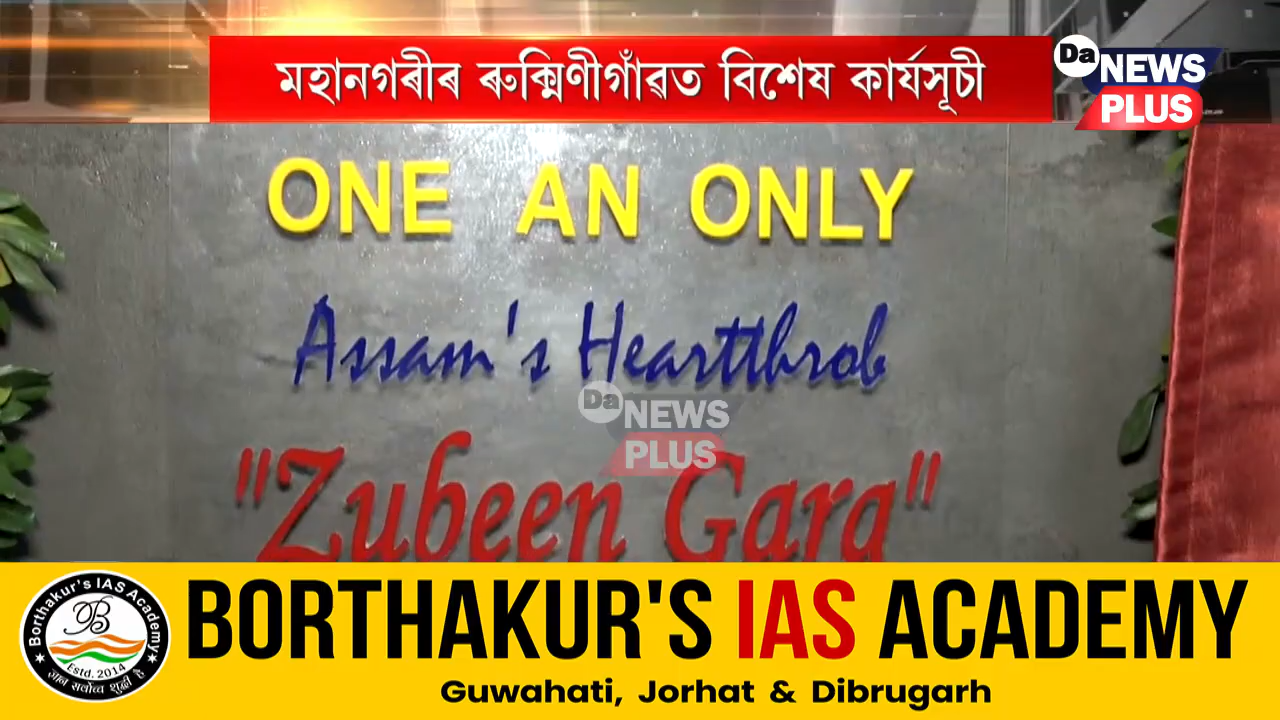 মহানগৰীৰ ৰুক্মিণীগাঁৱত বিশেষ কাৰ্যসূচী
Da NEWS
PLUS
ONE AN ONLY
Assam's Heartthrob
Da NEWS
PLUS
"Zubeen Garg"
Borthakur's IAS Academy
B
Estd. 2014
ज्ञान सर्वोच्च शुद्धी है
BORTHAKUR'S IAS ACADEMY
Guwahati, Jorhat & Dibrugarh